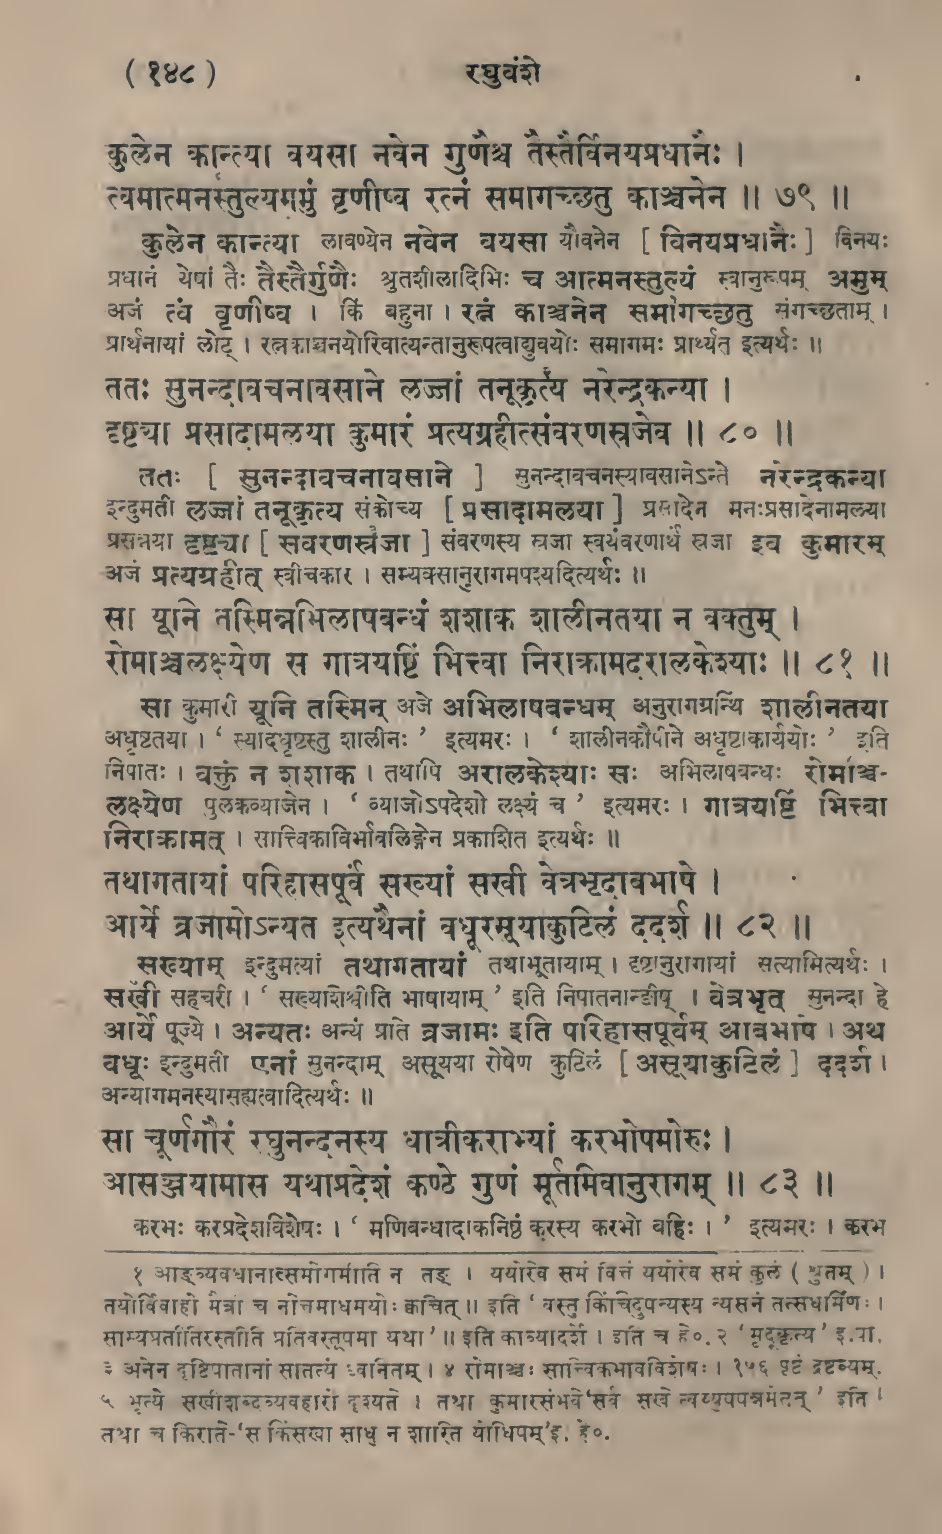 ( १४८ ) रघुवंशे
कुलेन कान्त्या वयसा नवेन गुणैश्च तैस्तैर्विनयप्रधानैः ।
त्वमात्मनस्तुल्यममुं वृणीष्व रत्नं समागच्छतु काञ्चनेन ॥ ७९ ॥
कुलेन कान्त्या लावण्येन नवेन वयसा यौवनेन [ विनयप्रधानैः ] विनयः
प्रधानं येषां तैः तैस्तैर्गुणैः श्रुतशीलादिभिः च आत्मनस्तुल्यं स्वानुरूपम् अमुम्
अजं त्वं वृणीष्व । किं बहुना । रत्नं काञ्चनेन समागच्छतु संगच्छताम् ।
प्रार्थनायां लोट् । रत्नकाञ्चनयोरिवात्यन्तानुरूपत्वाद्युवयोः समागमः प्रार्थ्यत इत्यर्थः ॥
ततः सुनन्दावचनावसाने लज्जां तनूकृत्य नरेन्द्रकन्या ।
दृष्ट्या प्रसादामलया कुमारं प्रत्यग्रहीत्संवरणस्रजेव ॥ ८० ॥
ततः [ सुनन्दावचनावसाने ] सुनन्दावचनस्यावसानेऽन्ते नरेन्द्रकन्या
इन्दुमती लज्जां तनूकृत्य संकोच्य [ प्रसादामलया ] प्रसादेन मनःप्रसादेनामलया
प्रसन्नया दृष्ट्या [ संवरणस्रजा ] संवरणस्य स्रजा स्वयंवरणार्थं स्रजा इव कुमारम्
अजं प्रत्यग्रहीत् स्वीचकार । सम्यक्सानुरागमपश्यदित्यर्थः ॥
सा यूनि तस्मिन्नभिलाषबन्धं शशाक शालीनतया न वक्तुम् ।
रोमाञ्चलक्ष्येण स गात्रयष्टिं भित्त्वा निराक्रामदरालकेश्याः ॥ ८१ ॥
सा कुमारी यूनि तस्मिन् अजे अभिलाषबन्धम् अनुरागग्रन्थिं शालीनतया
अधृष्टतया । ‘ स्यादधृष्टस्तु शालीनः ’ इत्यमरः । ‘ शालीनकौपीने अधृष्टाकार्ययोः ’ इति
निपातः । वक्तुं न शशाक । तथापि अरालकेश्याः सः अभिलाषबन्धः रोमाञ्च-
लक्ष्येण पुलकव्याजेन । ‘ व्याजोऽपदेशो लक्ष्यं च ’ इत्यमरः । गात्रयष्टिं भित्त्वा
निराक्रामत् । सात्त्विकाविर्भावलिङ्गेन प्रकाशित इत्यर्थः ॥
तथागतायां परिहासपूर्वं सख्यां सखी वेत्रभृदाबभाषे ।
आर्ये व्रजामोऽन्यत इत्यथैनां वधूरसूयाकुटिलं ददर्श ॥ ८२ ॥
सख्याम् इन्दुमत्यां तथागतायां तथाभूतायाम् । दृष्टानुरागायां सत्यामित्यर्थः ।
सखी सहचरी । ‘ सख्यशिश्वीति भाषायाम् ’ इति निपातनान्ङीष् । वेत्रभृत् सुनन्दा हे
आर्ये पूज्ये । अन्यतः अन्यं प्रति व्रजामः इति परिहासपूर्वम् आबभाषे । अथ
वधूः इन्दुमती एनां सुनन्दाम् असूयया रोषेण कुटिलं [ असूयाकुटिलं ] ददर्श ।
अन्यागमनस्यासह्यत्वादित्यर्थः ॥
सा चूर्णगौरं रघुनन्दनस्य धात्रीकराभ्यां करभोपमोरुः ।
आसञ्जयामास यथाप्रदेशं कण्ठे गुणं मूर्तमिवानुरागम् ॥ ८३ ॥
करभः करप्रदेशविशेषः । ‘ मणिबन्धादाकनिष्ठं करस्य करभो बहिः । ’ इत्यमरः । करभ
१ आङ्व्यवधानात्समोगमीति न तङ् । ययोरेव समं वित्तं ययोरेव समं कुलं ( श्रुतम् ) ।
तयोर्विवाहो मैत्री च नोत्तमाधमयोः क्वचित् ॥ इति ‘ वस्तु किंचिदुपन्यस्य न्यसनं तत्सधर्मिणः ।
साम्यप्रतीतिरस्तीति प्रतिवस्तूपमा यथा’ ॥ इति काव्यादर्शे । इति च हे०. २ ‘ मृदूकृत्य’ इ.पा.
३ अनेन दृष्टिपातानां सातत्यं ध्वनितम् । ४ रोमाञ्चः सात्त्विकभावविशेषः । १५६ पृष्टं द्रष्टव्यम्.
५ भृत्ये सखीशब्दव्यवहारो दृश्यते । तथा कुमारसंभवे ‘सर्वं सखे त्वय्युपपन्नमेतत् ’ इति ।
तथा च किराते-‘स किंसखा साधु न शास्ति योधिपम्’इ. हे०.